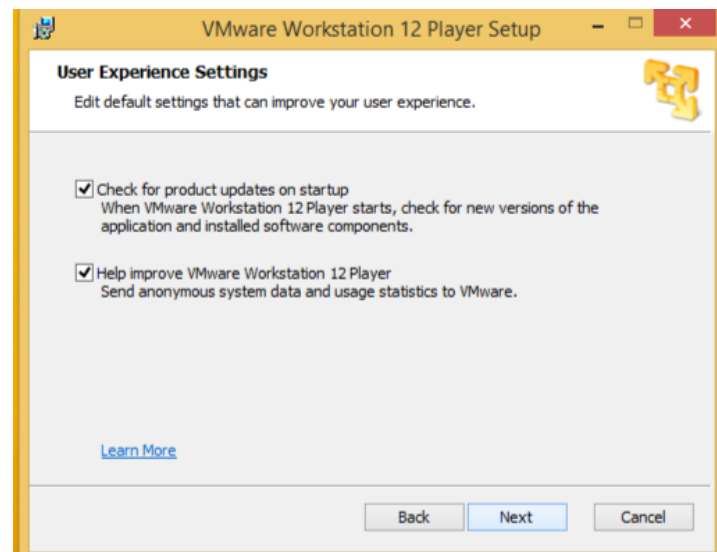 VMware Workstation 12 Player Setup
User Experience Settings
Edit default settings that can improve your user experience.
Check for product updates on startup
When VMware Workstation 12 Player starts, check for new versions of the
application and installed software components.
Help improve VMware Workstation 12 Player
Send anonymous system data and usage statistics to VMware.
Learn More
Back Next Cancel